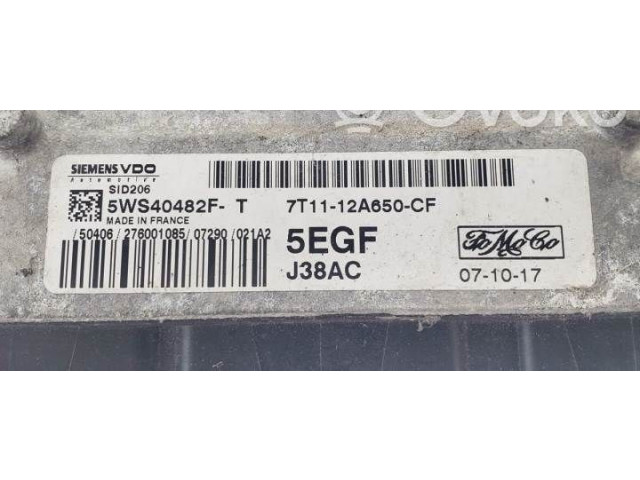 Ovoko
SIEMENS VDO
Automotive
SID206
5WS40482F- T 7T11-12A650-CF
MADE IN FRANCE
/ 50406 / 276001085/ 07290 / 021A2
5EGF
J38AC
FoMoCo
07-10-17